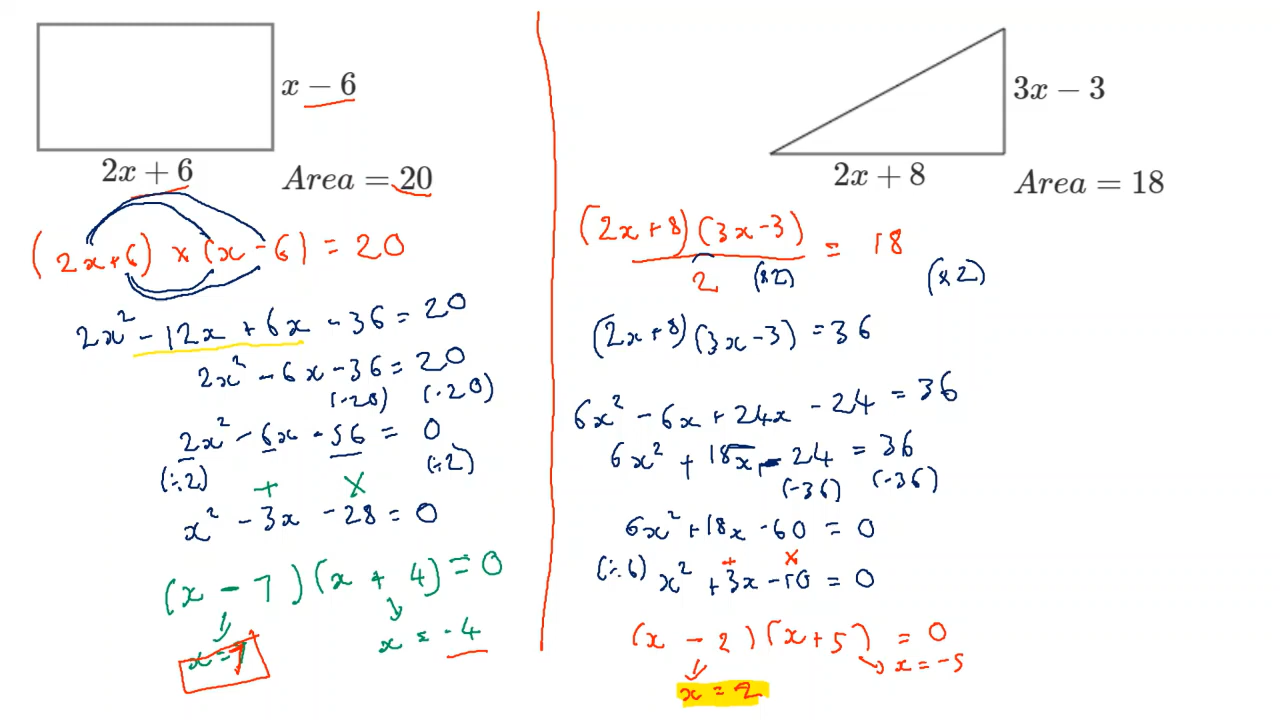 x − 6
2x + 6
Area = 20
(2x+6) × (x − 6) = 20
2x² − 12x + 6x − 36 = 20
2x² − 6x − 36 = 20
(-20) (-20)
2x² − 6x − 56 = 0
(÷2) (÷2)
+ ×
x² − 3x − 28 = 0
(x − 7)(x + 4) = 0
x = 7
x = -4
3x − 3
2x + 8
Area = 18
(2x+8)(3x−3) = 18
2 (×2) (×2)
(2x+8)(3x−3) = 36
6x² − 6x + 24x − 24 = 36
6x² + 18x − 24 = 36
(-36) (-36)
6x² + 18x − 60 = 0
+ ×
(÷6) x² + 3x − 10 = 0
(x − 2)(x + 5) = 0
x = −5
x = 2